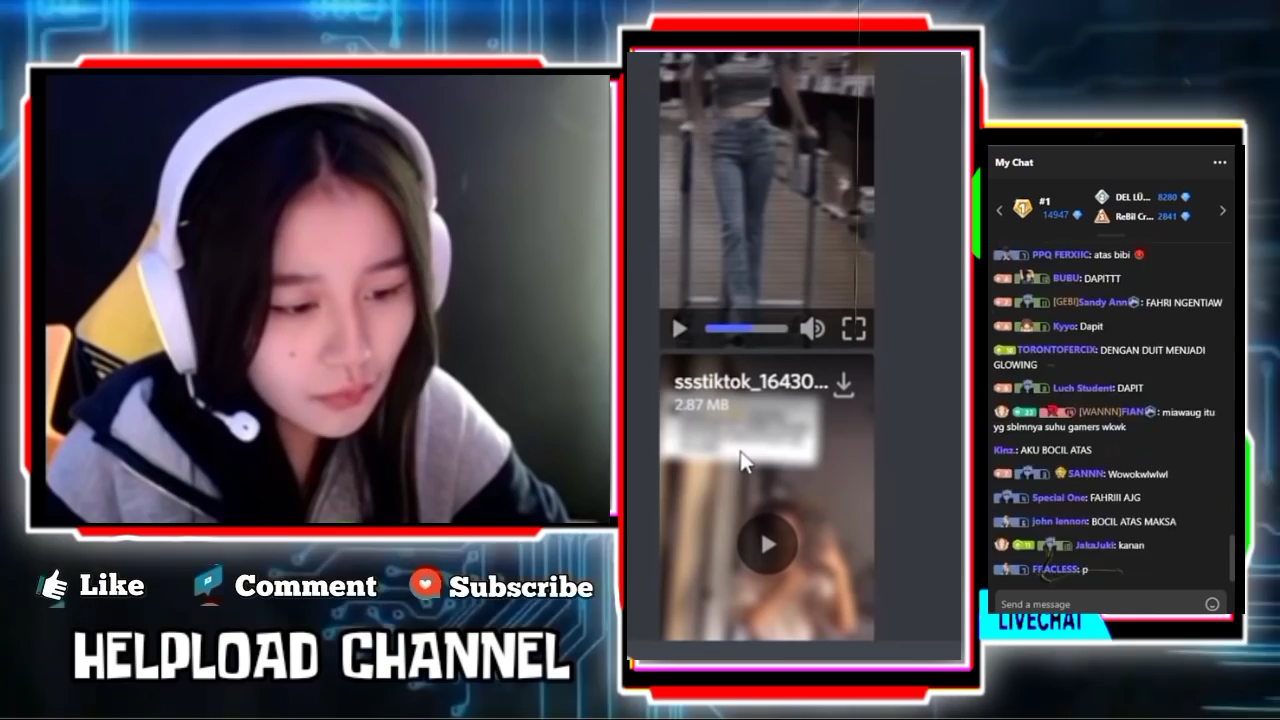 Like
Comment
Subscribe
HELPLOAD CHANNEL
ssstiktok_16430...
2.87 MB
My Chat
#1
14947
DEL LÜ... 8280
ReBil Cr... 2841
PPQ FERXIIC: atas bibi
BUBU: DAPITTT
[GEBI]Sandy Ann: FAHRI NGENTIAW
Kyyo: Dapit
TORONTOFERCIX: DENGAN DUIT MENJADI
GLOWING
Luch Student: DAPIT
[WANNN]FIAN: miawaug itu
yg sblmnya suhu gamers wkwk
Kinz.: AKU BOCIL ATAS
SANNN: Wowokwlwlwl
Special One: FAHRIII AJG
john lennon: BOCIL ATAS MAKSA
JakaJuki: kanan
FEACLESS: p
Send a message
LIVECHAT